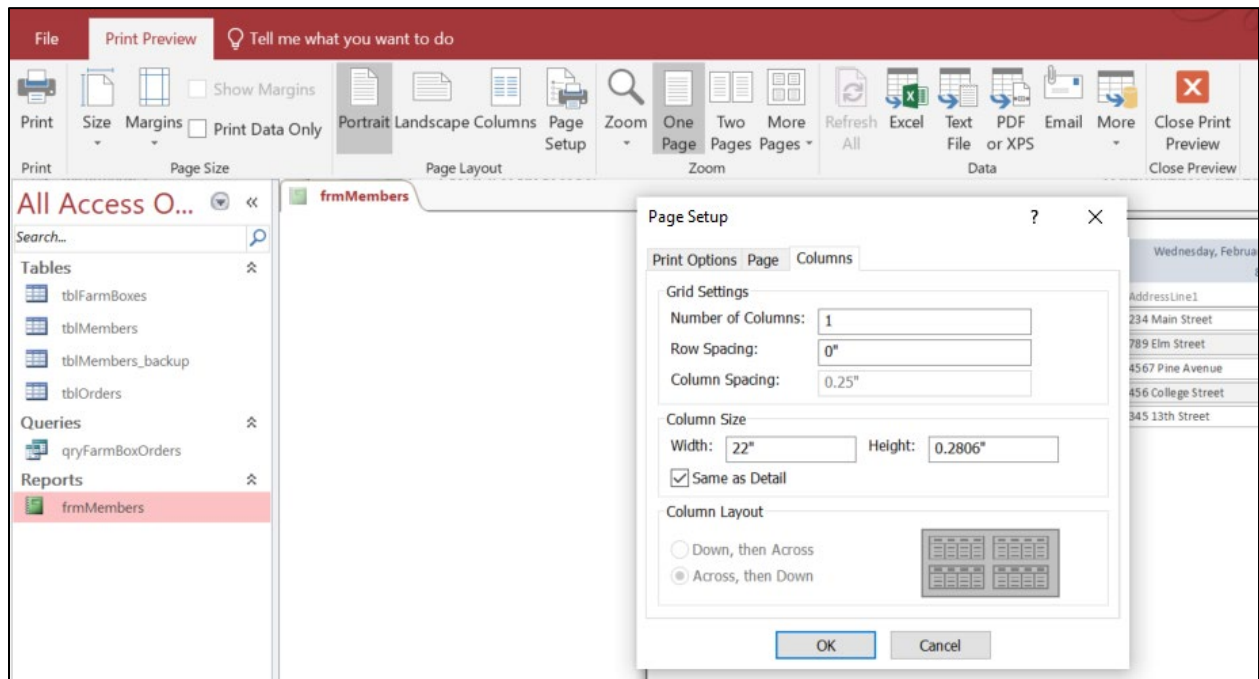 File Print Preview Tell me what you want to do
Show Margins
Print Data Only
Print Size Margins Portrait Landscape Columns Page Setup Zoom One Page Two Pages More Pages Refresh All Excel Text File PDF or XPS Email More Close Print Preview
Print Page Size Page Layout Zoom Data Close Preview
All Access O... «
Search...
Tables
tblFarmBoxes
tblMembers
tblMembers_backup
tblOrders
Queries
qryFarmBoxOrders
Reports
frmMembers
frmMembers
Page Setup ? X
Print Options Page Columns
Grid Settings
Number of Columns: 1
Row Spacing: 0"
Column Spacing: 0.25"
Column Size
Width: 22" Height: 0.2806"
Same as Detail
Column Layout
Down, then Across
Across, then Down
OK Cancel
Wednesday,
AddressLine1
234 Main Street
789 Elm Street
4567 Pine Avenue
456 College Street
345 13th Street